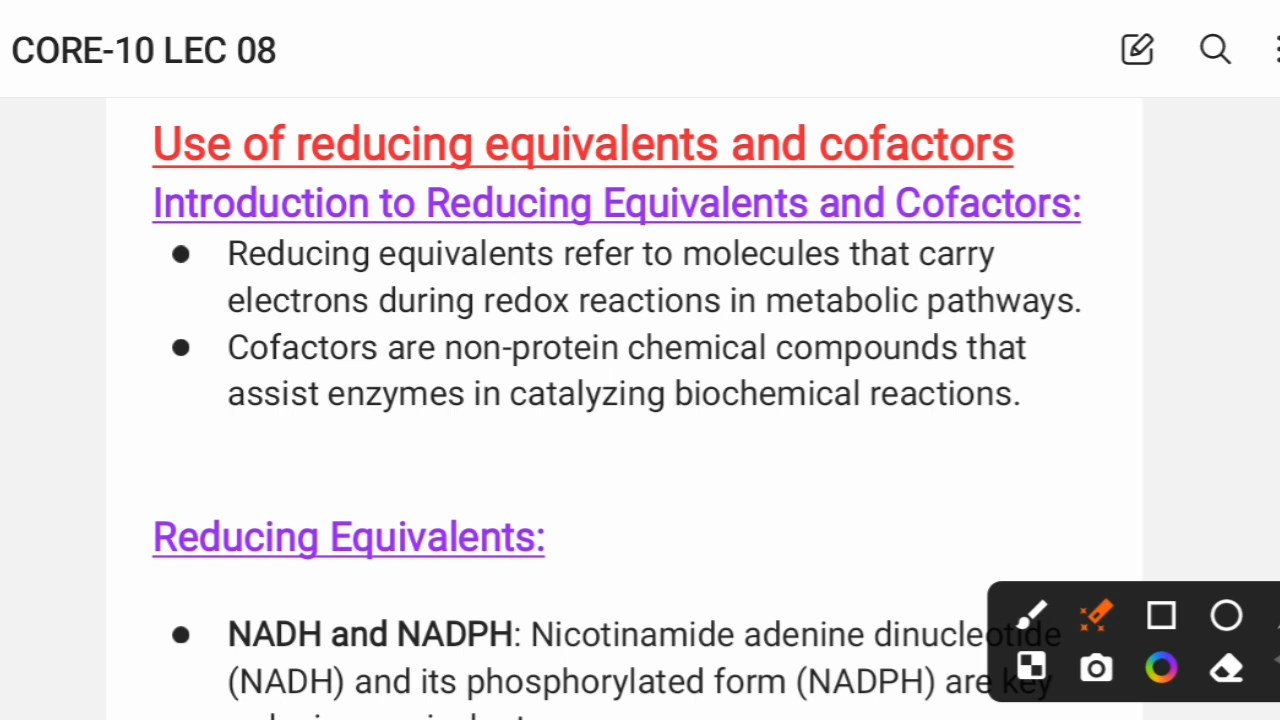 CORE-10 LEC 08
Use of reducing equivalents and cofactors
Introduction to Reducing Equivalents and Cofactors:
● Reducing equivalents refer to molecules that carry
electrons during redox reactions in metabolic pathways.
● Cofactors are non-protein chemical compounds that
assist enzymes in catalyzing biochemical reactions.
Reducing Equivalents:
● NADH and NADPH: Nicotinamide adenine dinucleotide
(NADH) and its phosphorylated form (NADPH) are key